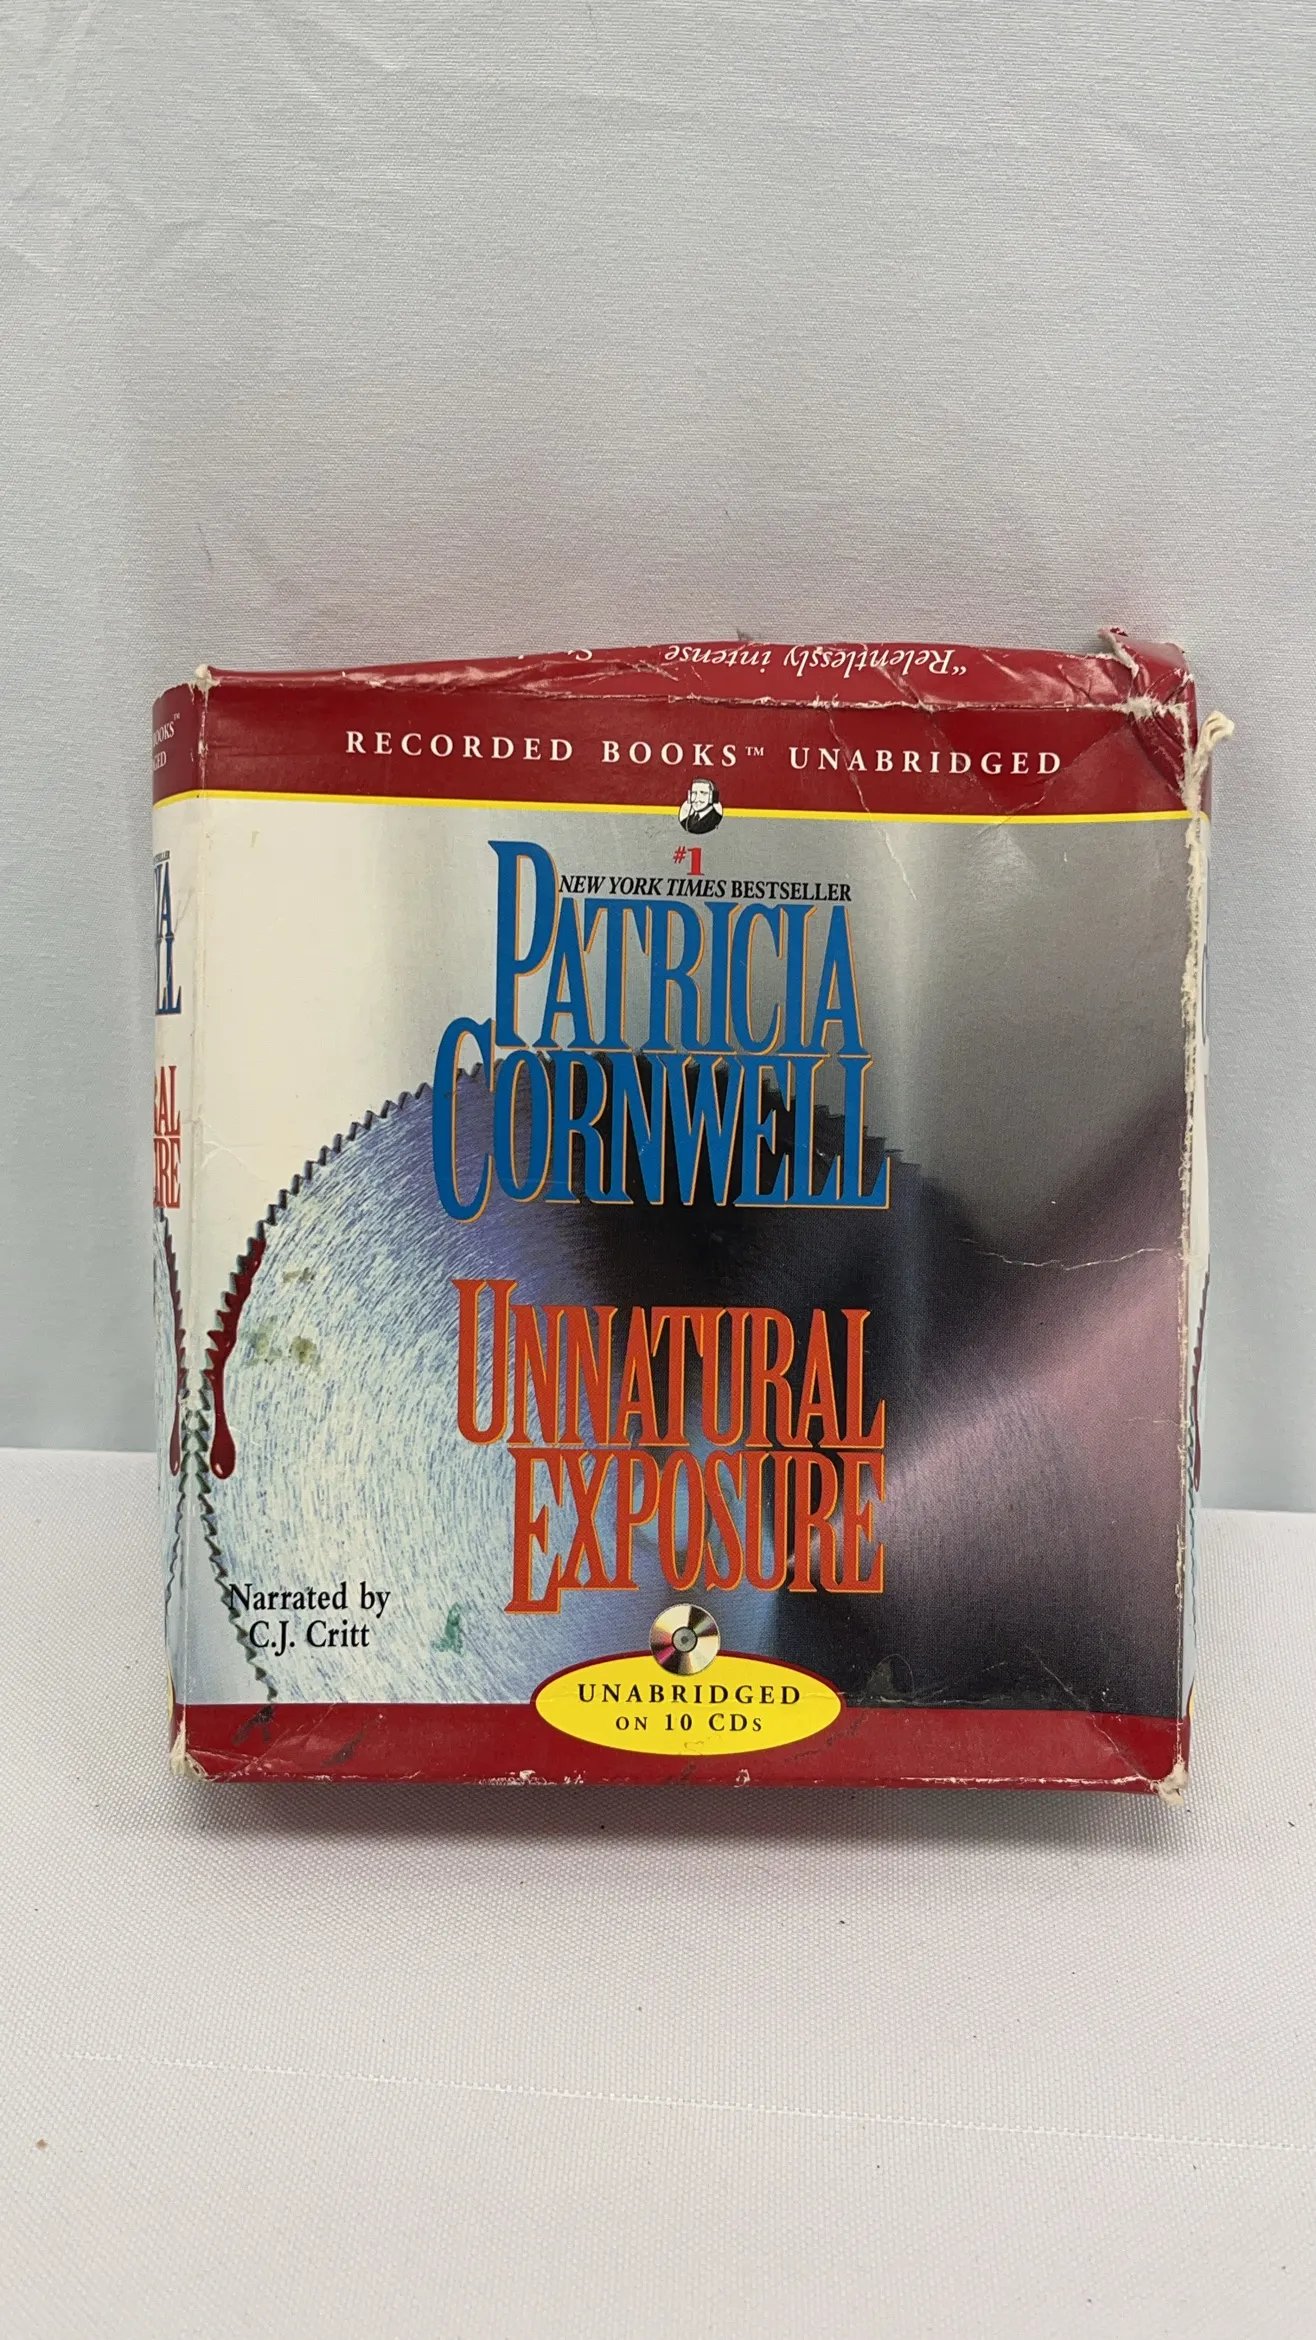 "Relentlessly intense
RECORDED BOOKS™ UNABRIDGED
#1
NEW YORK TIMES BESTSELLER
PATRICIA
CORNWELL
UNNATURAL
EXPOSURE
Narrated by
C.J. Critt
UNABRIDGED
ON 10 CDs